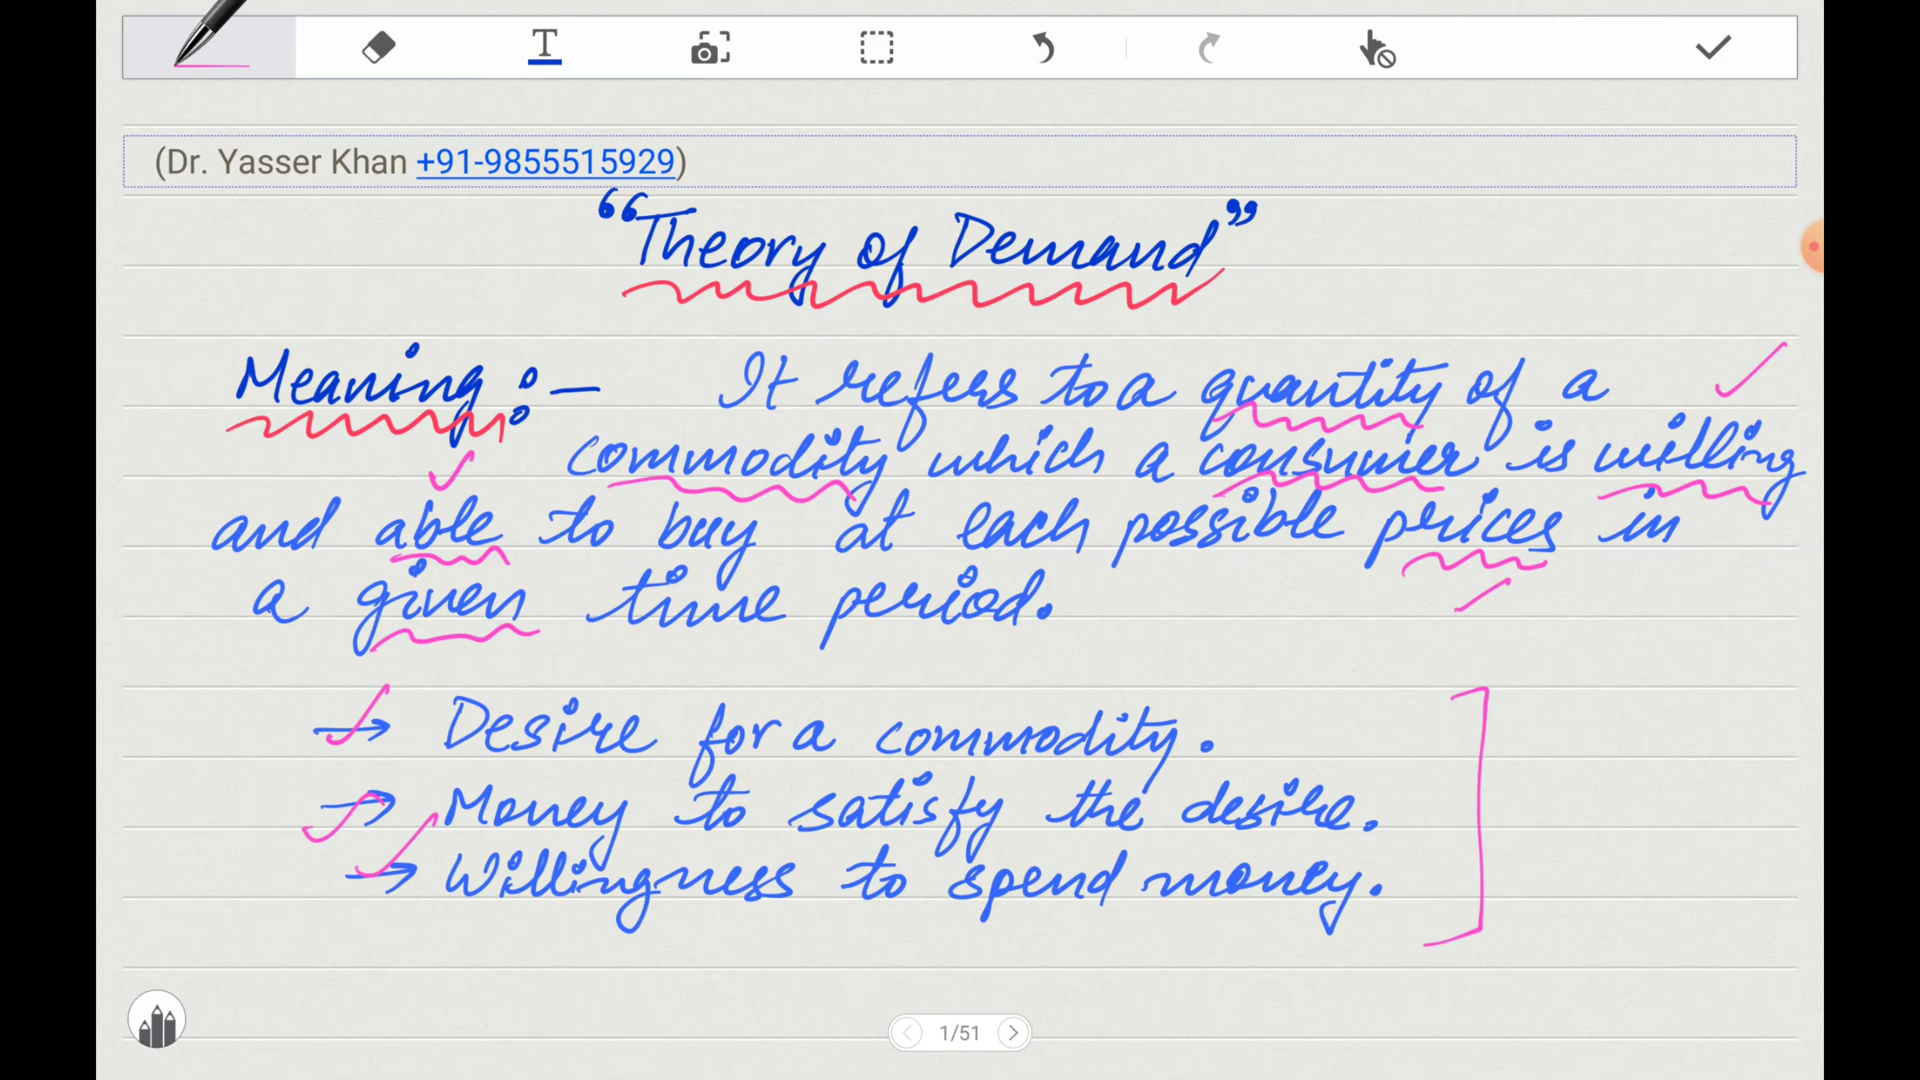 T
(Dr. Yasser Khan +91-9855515929)
“Theory of Demand”
Meaning :- It refers to a quantity of a
commodity which a consumer is willing
and able to buy at each possible prices in
a given time period.
→ Desire for a commodity.
→ Money to satisfy the desire.
→ Willingness to spend money.
1/51